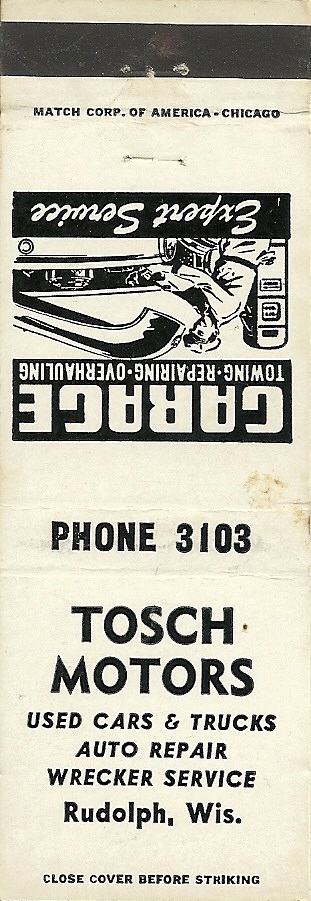 MATCH CORP. OF AMERICA - CHICAGO
GARAGE
TOWING · REPAIRING · OVERHAULING
Expert Service
PHONE 3103
TOSCH
MOTORS
USED CARS & TRUCKS
AUTO REPAIR
WRECKER SERVICE
Rudolph, Wis.
CLOSE COVER BEFORE STRIKING